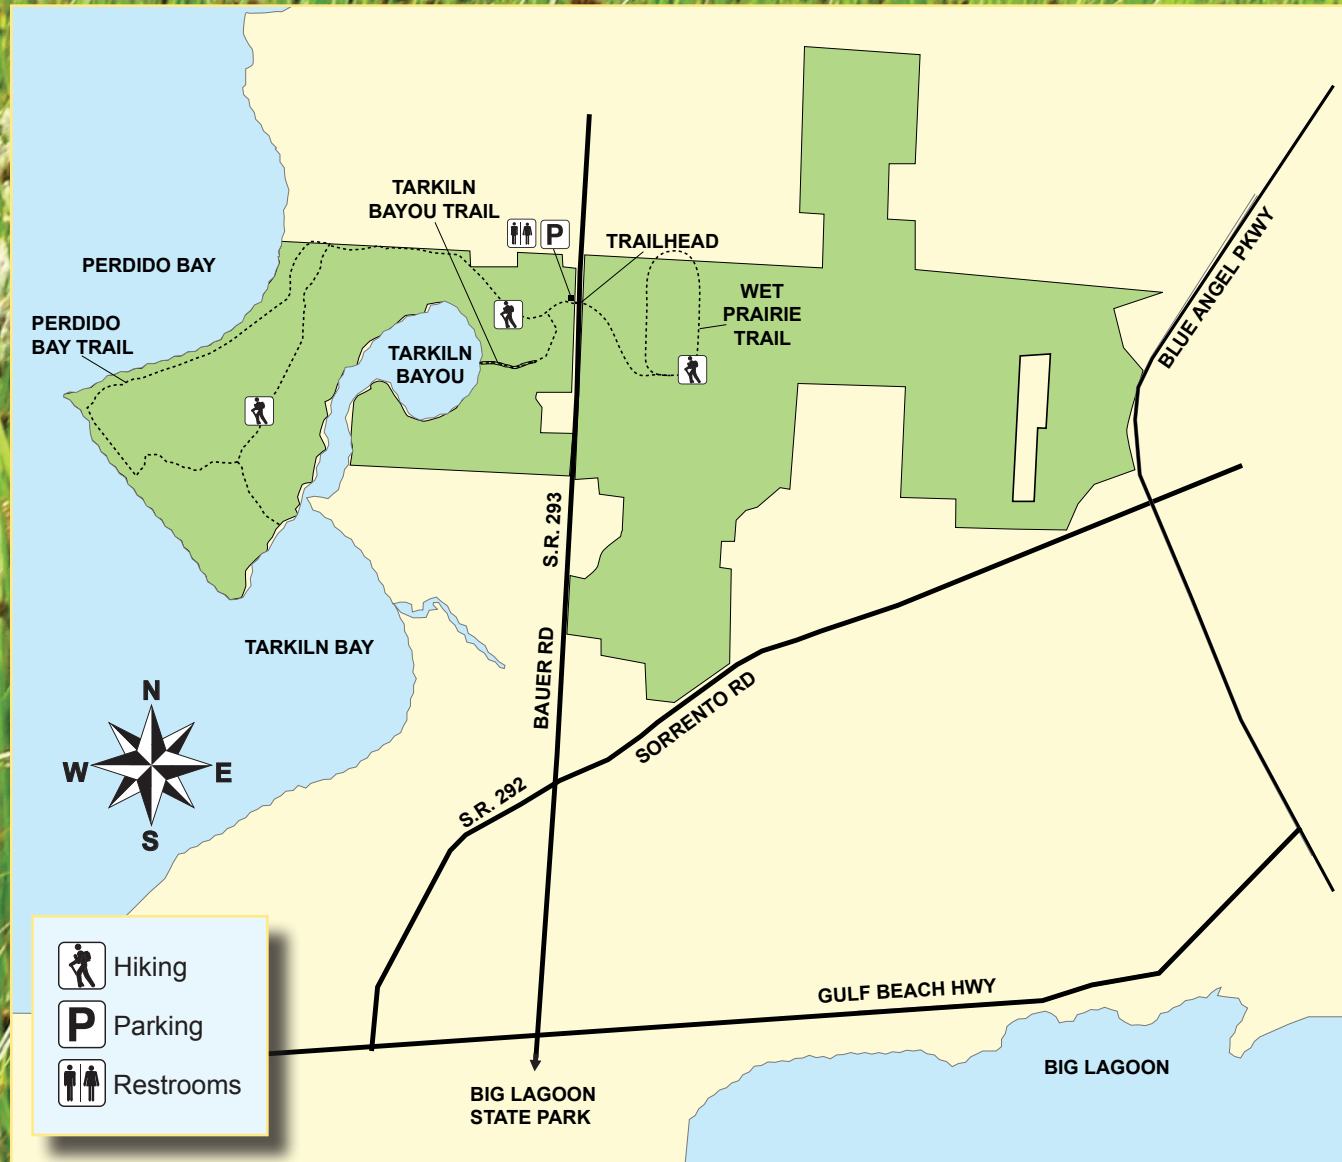 TARKILN
BAYOU TRAIL
P
TRAILHEAD
PERDIDO BAY
WET
PRAIRIE
TRAIL
PERDIDO
BAY TRAIL
TARKILN
BAYOU
BLUE ANGEL PKWY
S.R. 293
BAUER RD
TARKILN BAY
SORRENTO RD
S.R. 292
N
W
E
S
GULF BEACH HWY
BIG LAGOON
BIG LAGOON
STATE PARK
Hiking
P Parking
Restrooms